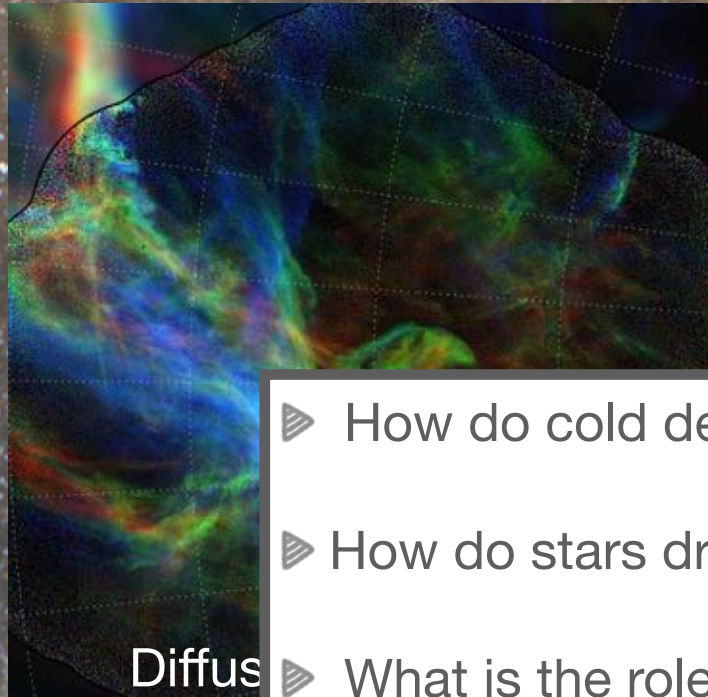 How do cold de
How do stars dr
Diffus
What is the role